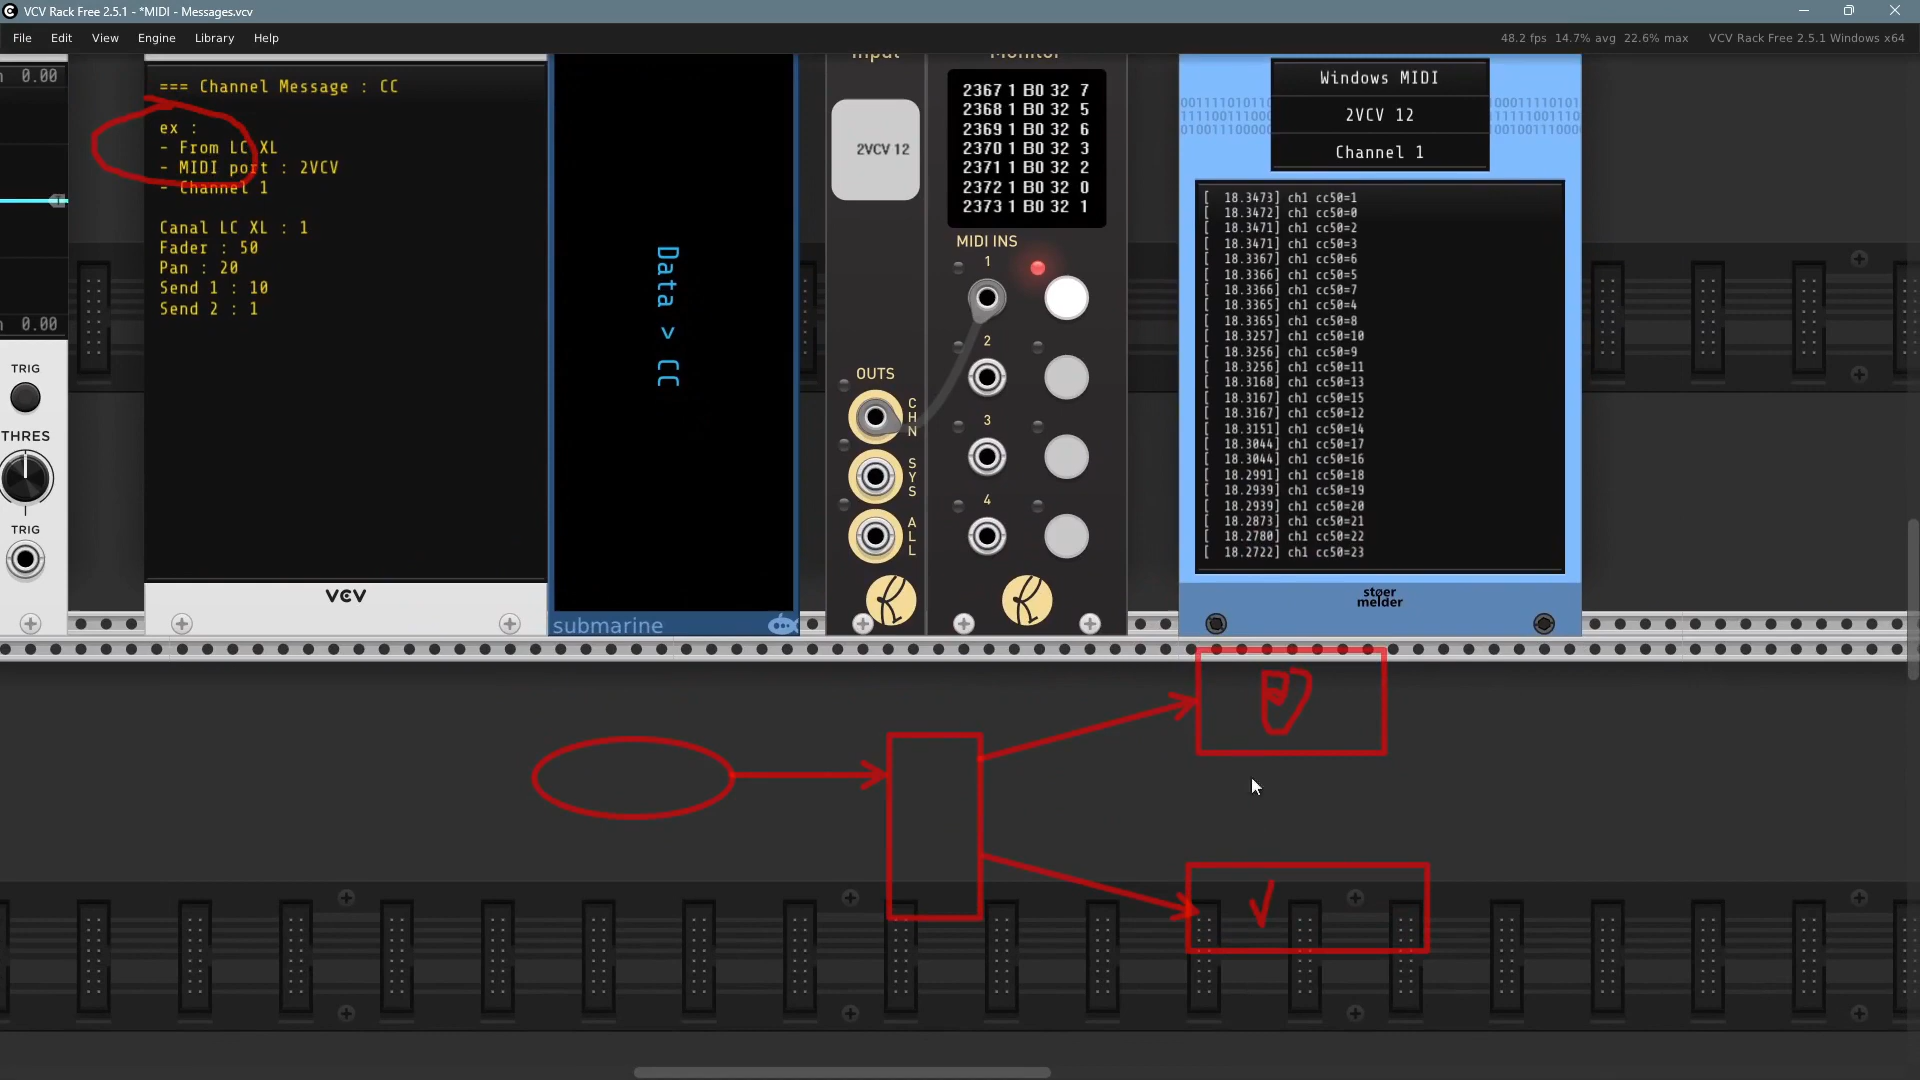 VCV Rack Free 2.5.1 - *MIDI - Messages.vcv
File Edit View Engine Library Help
48.2 fps 14.7% avg 22.6% max VCV Rack Free 2.5.1 Windows x64
0.00
0.00
TRIG
THRES
TRIG
=== Channel Message : CC
ex :
- From LC XL
- MIDI port : 2VCV
- Channel 1
Canal LC XL : 1
Fader : 50
Pan : 20
Send 1 : 10
Send 2 : 1
VCV
Data > CC
submarine
Input
2VCV 12
OUTS
CHN
SYS
ALL
Monitor
2367 1 B0 32 7
2368 1 B0 32 5
2369 1 B0 32 6
2370 1 B0 32 3
2371 1 B0 32 2
2372 1 B0 32 0
2373 1 B0 32 1
MIDI INS
1
2
3
4
Windows MIDI
2VCV 12
Channel 1
[ 18.3473] ch1 cc50=1
[ 18.3472] ch1 cc50=0
[ 18.3471] ch1 cc50=2
[ 18.3471] ch1 cc50=3
[ 18.3367] ch1 cc50=6
[ 18.3366] ch1 cc50=5
[ 18.3366] ch1 cc50=7
[ 18.3365] ch1 cc50=4
[ 18.3365] ch1 cc50=8
[ 18.3257] ch1 cc50=10
[ 18.3256] ch1 cc50=9
[ 18.3256] ch1 cc50=11
[ 18.3168] ch1 cc50=13
[ 18.3167] ch1 cc50=15
[ 18.3167] ch1 cc50=12
[ 18.3151] ch1 cc50=14
[ 18.3044] ch1 cc50=17
[ 18.3044] ch1 cc50=16
[ 18.2991] ch1 cc50=18
[ 18.2939] ch1 cc50=19
[ 18.2939] ch1 cc50=20
[ 18.2873] ch1 cc50=21
[ 18.2780] ch1 cc50=22
[ 18.2722] ch1 cc50=23
støer
melder